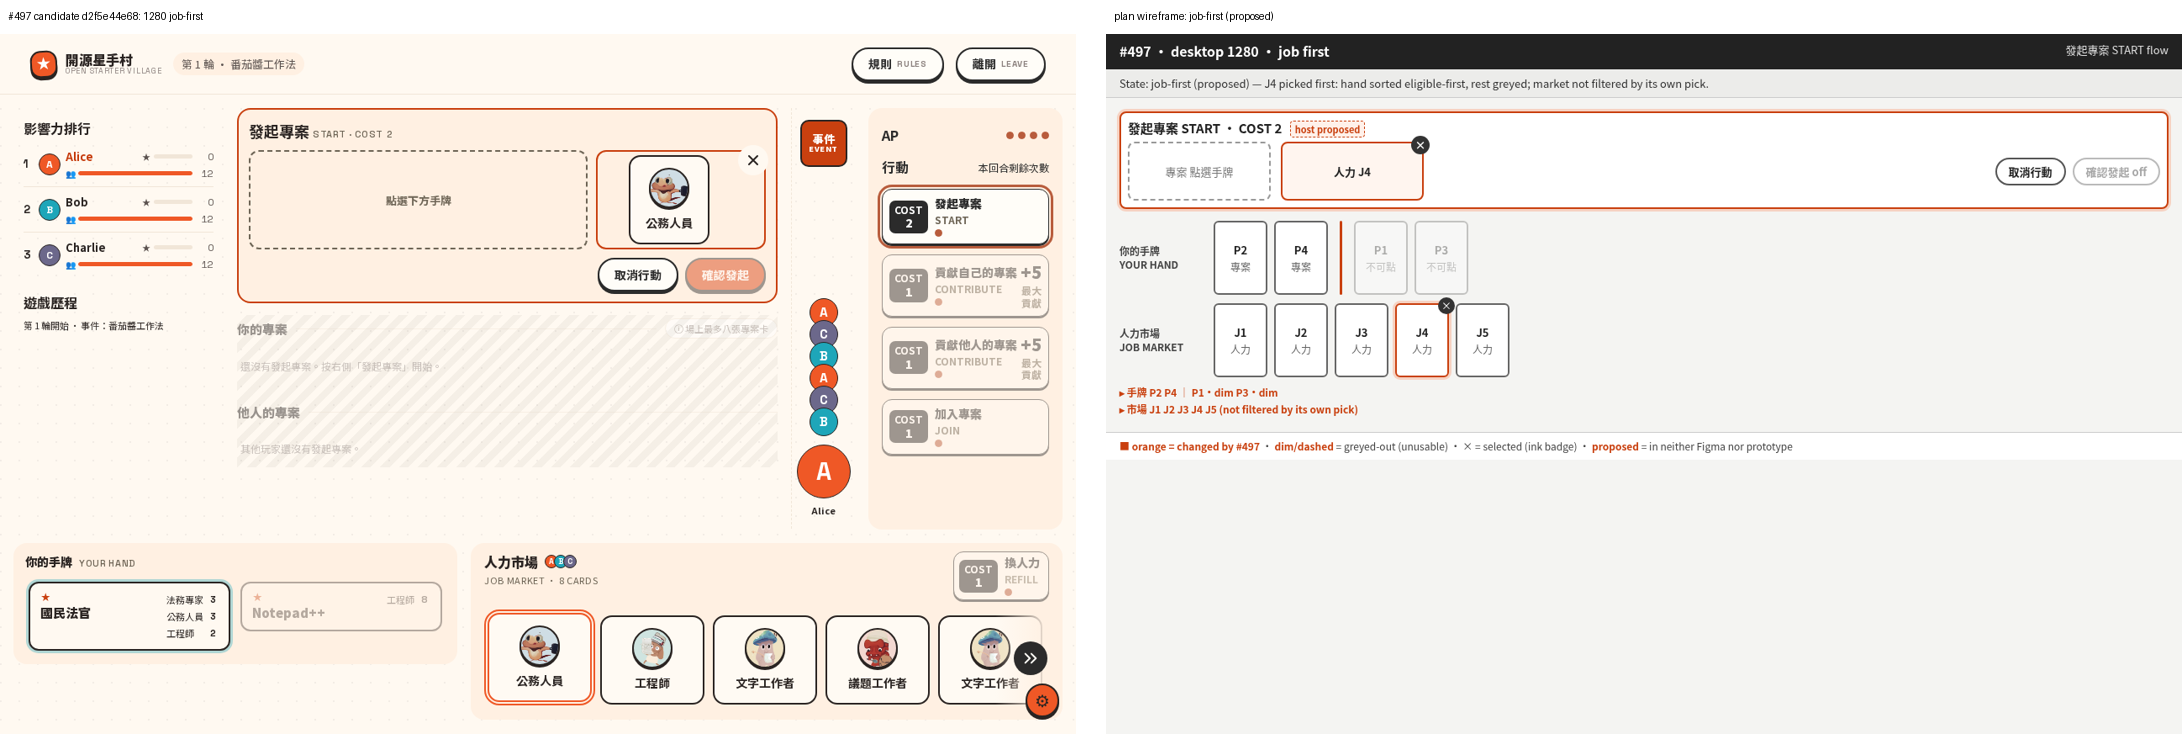 #497 candidate d2f5e44e68: 1280 job-first
開源星手村
OPEN STARTER VILLAGE
第 1 輪 • 番茄醬工作法
規則 RULES
離開 LEAVE
影響力排行
1 A Alice ★ 0
12
2 B Bob ★ 0
12
3 C Charlie ★ 0
12
遊戲歷程
第 1 輪開始 • 事件：番茄醬工作法
發起專案 START · COST 2
點選下方手牌
公務人員
取消行動
確認發起
你的專案
場上最多八張專案卡
還沒有發起專案。按右側「發起專案」開始。
他人的專案
其他玩家還沒有發起專案。
事件
EVENT
A
C
B
A
C
B
A
Alice
AP
行動
本回合剩餘次數
COST 2
發起專案
START
COST 1
貢獻自己的專案 +5
CONTRIBUTE 最大
貢獻
COST 1
貢獻他人的專案 +5
CONTRIBUTE 最大
貢獻
COST 1
加入專案
JOIN
你的手牌 YOUR HAND
★
國民法官
法務專家 3
公務人員 3
工程師 2
★
Notepad++
工程師 8
人力市場 A B C
JOB MARKET • 8 CARDS
COST 1
換人力
REFILL
公務人員
工程師
文字工作者
議題工作者
文字工作者
plan wireframe: job-first (proposed)
#497 • desktop 1280 • job first
發起專案 START flow
State: job-first (proposed) — J4 picked first: hand sorted eligible-first, rest greyed; market not filtered by its own pick.
發起專案 START • COST 2 host proposed
專案 點選手牌
人力 J4
取消行動
確認發起 off
你的手牌
YOUR HAND
P2
專案
P4
專案
P1
不可點
P3
不可點
人力市場
JOB MARKET
J1
人力
J2
人力
J3
人力
J4
人力
J5
人力
▸ 手牌 P2 P4 | P1·dim P3·dim
▸ 市場 J1 J2 J3 J4 J5 (not filtered by its own pick)
■ orange = changed by #497 • dim/dashed = greyed-out (unusable) • × = selected (ink badge) • proposed = in neither Figma nor prototype